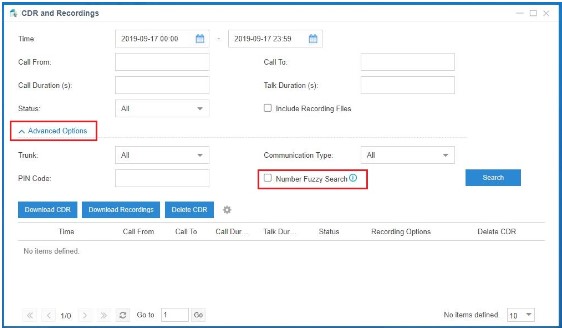 CDR and Recordings
Time: 2019-09-17 00:00 - 2019-09-17 23:59
Call From: Call To:
Call Duration (s): Talk Duration (s):
Status: All Include Recording Files
Advanced Options
Trunk: All Communication Type: All
PIN Code: Number Fuzzy Search Search
Download CDR Download Recordings Delete CDR
Time Call From Call To Call Dur ... Talk Dur ... Status Recording Options Delete CDR
No items defined.
1/0 Go to 1 Go No items defined 10